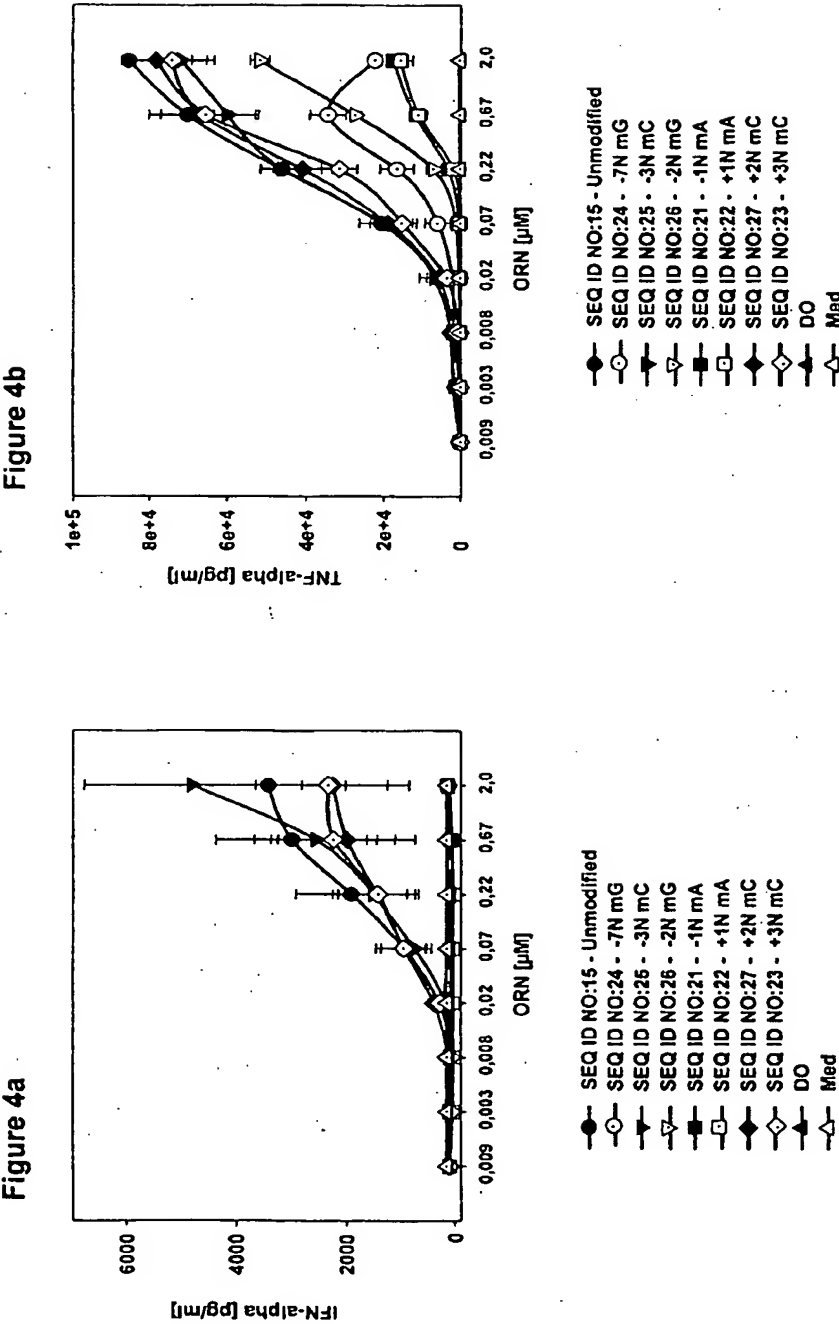 Figure 4a
IFN-alpha [pg/ml]
6000
4000
2000
0
0,009 0,003 0,008 0,02 0,07 0,22 0,67 2,0
ORN [µM]
SEQ ID NO:15 - Unmodified
SEQ ID NO:24 - -7N mG
SEQ ID NO:25 - -3N mC
SEQ ID NO:26 - -2N mG
SEQ ID NO:21 - -1N mA
SEQ ID NO:22 - +1N mA
SEQ ID NO:27 - +2N mC
SEQ ID NO:23 - +3N mC
DO
Med
Figure 4b
TNF-alpha [pg/ml]
1e+5
8e+4
6e+4
4e+4
2e+4
0
0,009 0,003 0,008 0,02 0,07 0,22 0,67 2,0
ORN [µM]
SEQ ID NO:15 - Unmodified
SEQ ID NO:24 - -7N mG
SEQ ID NO:25 - -3N mC
SEQ ID NO:26 - -2N mG
SEQ ID NO:21 - -1N mA
SEQ ID NO:22 - +1N mA
SEQ ID NO:27 - +2N mC
SEQ ID NO:23 - +3N mC
DO
Med